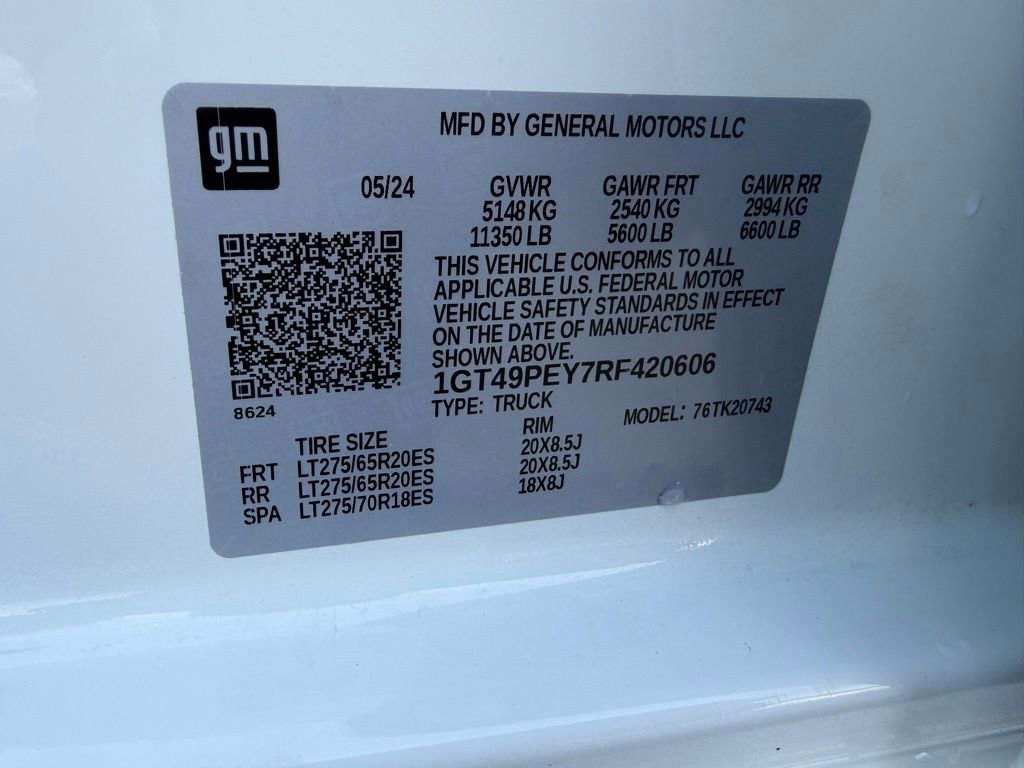 gm
MFD BY GENERAL MOTORS LLC
05/24 GVWR GAWR FRT GAWR RR
5148 KG 2540 KG 2994 KG
11350 LB 5600 LB 6600 LB
THIS VEHICLE CONFORMS TO ALL
APPLICABLE U.S. FEDERAL MOTOR
VEHICLE SAFETY STANDARDS IN EFFECT
ON THE DATE OF MANUFACTURE
SHOWN ABOVE.
1GT49PEY7RF420606
8624
TYPE: TRUCK MODEL: 76TK20743
TIRE SIZE RIM
FRT LT275/65R20ES 20X8.5J
RR LT275/65R20ES 20X8.5J
SPA LT275/70R18ES 18X8J